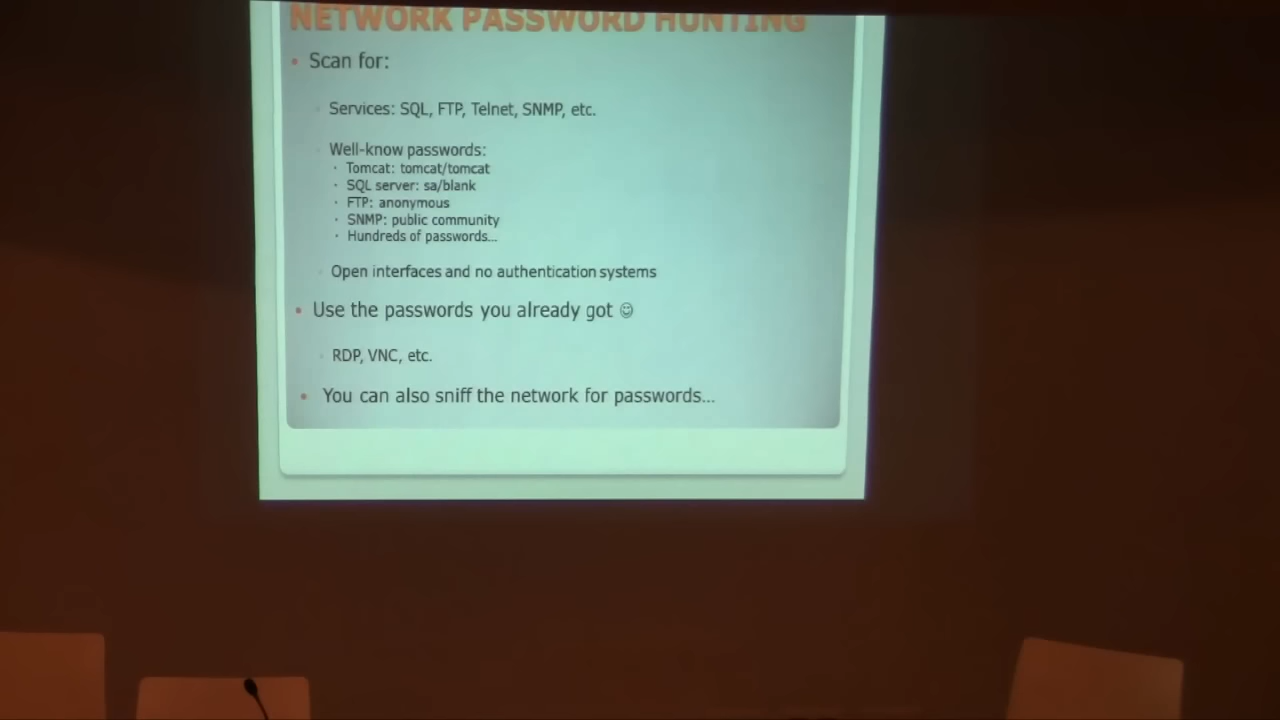 NETWORK PASSWORD HUNTING
• Scan for:
Services: SQL, FTP, Telnet, SNMP, etc.
Well-know passwords:
• Tomcat: tomcat/tomcat
• SQL server: sa/blank
• FTP: anonymous
• SNMP: public community
• Hundreds of passwords...
Open interfaces and no authentication systems
• Use the passwords you already got ☺
RDP, VNC, etc.
• You can also sniff the network for passwords...